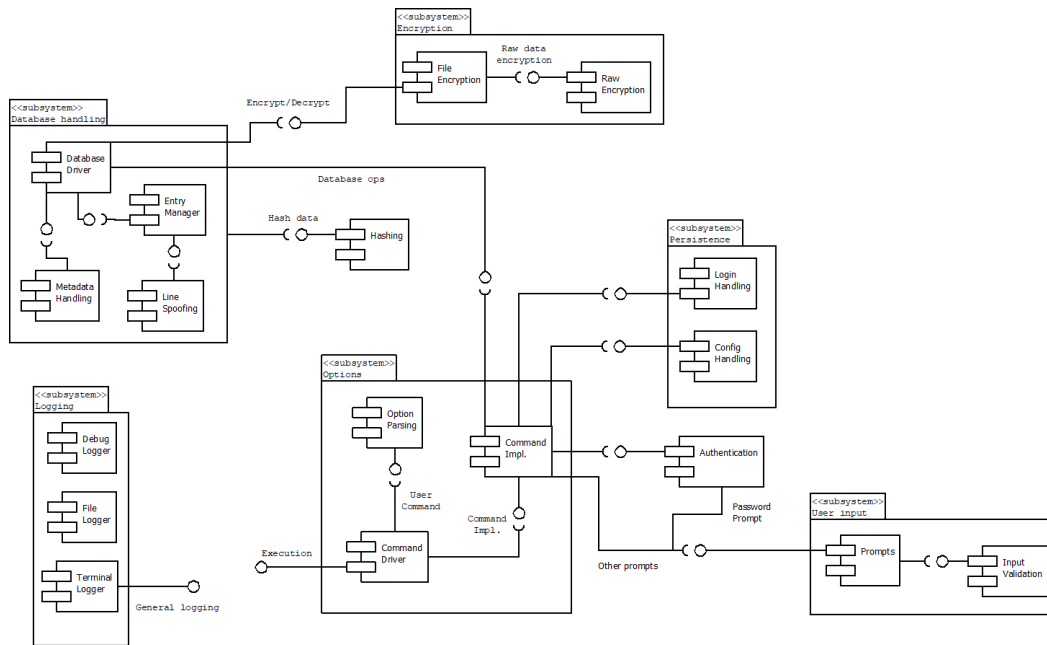 <<subsystem>>
Encryption
File
Encryption
Raw data
encryption
Raw
Encryption
<<subsystem>>
Database handling
Encrypt/Decrypt
Database
Driver
Database ops
Entry
Manager
Hash data
Hashing
Metadata
Handling
Line
Spoofing
<<subsystem>>
Persistence
Login
Handling
Config
Handling
<<subsystem>>
Options
Option
Parsing
Command
Impl.
User
Command
Command
Impl.
Command
Driver
Execution
<<subsystem>>
Logging
Debug
Logger
File
Logger
Terminal
Logger
General logging
Authentication
Password
Prompt
Other prompts
<<subsystem>>
User input
Prompts
Input
Validation